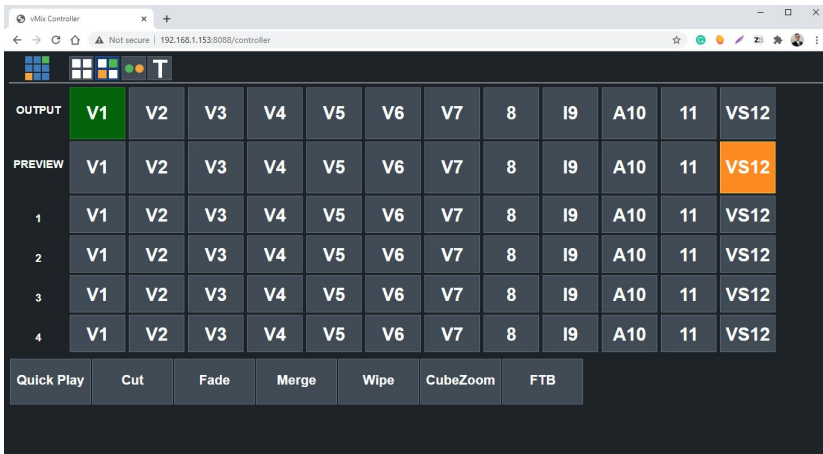 vMix Controller
Not secure | 192.168.1.153:8088/controller
T
OUTPUT V1 V2 V3 V4 V5 V6 V7 8 I9 A10 11 VS12
PREVIEW V1 V2 V3 V4 V5 V6 V7 8 I9 A10 11 VS12
1 V1 V2 V3 V4 V5 V6 V7 8 I9 A10 11 VS12
2 V1 V2 V3 V4 V5 V6 V7 8 I9 A10 11 VS12
3 V1 V2 V3 V4 V5 V6 V7 8 I9 A10 11 VS12
4 V1 V2 V3 V4 V5 V6 V7 8 I9 A10 11 VS12
Quick Play Cut Fade Merge Wipe CubeZoom FTB